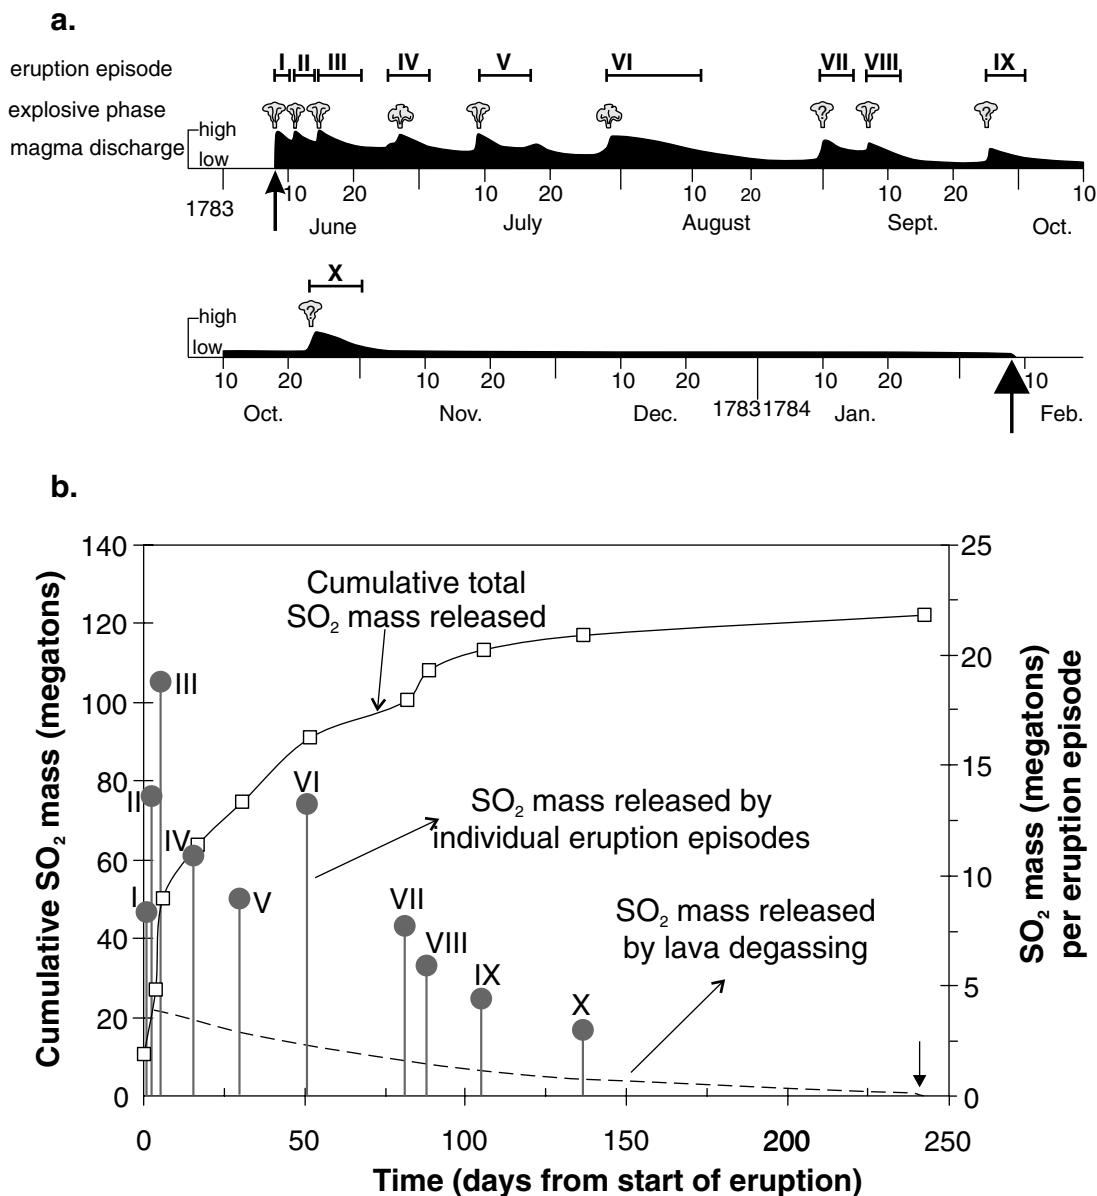 a.
I II III IV V VI VII VIII IX
eruption episode
explosive phase
? ?
magma discharge
high
low
10 20 10 20 10 20 10 20 10
1783
June July August Sept. Oct.
X
?
high
low
10 20 10 20 10 20 10 20 10
Oct. Nov. Dec. 1783 1784 Jan. Feb.
b.
140 25
Cumulative total
SO2 mass released
120
20
III
100
15
80
II
VI
SO2 mass released by
individual eruption episodes
IV
60
10
I
V
VII
SO2 mass released
by lava degassing
40
VIII
IX
5
X
20
0 0
0 50 100 150 200 250
Time (days from start of eruption)
Cumulative SO2 mass (megatons)
SO2 mass (megatons)
per eruption episode